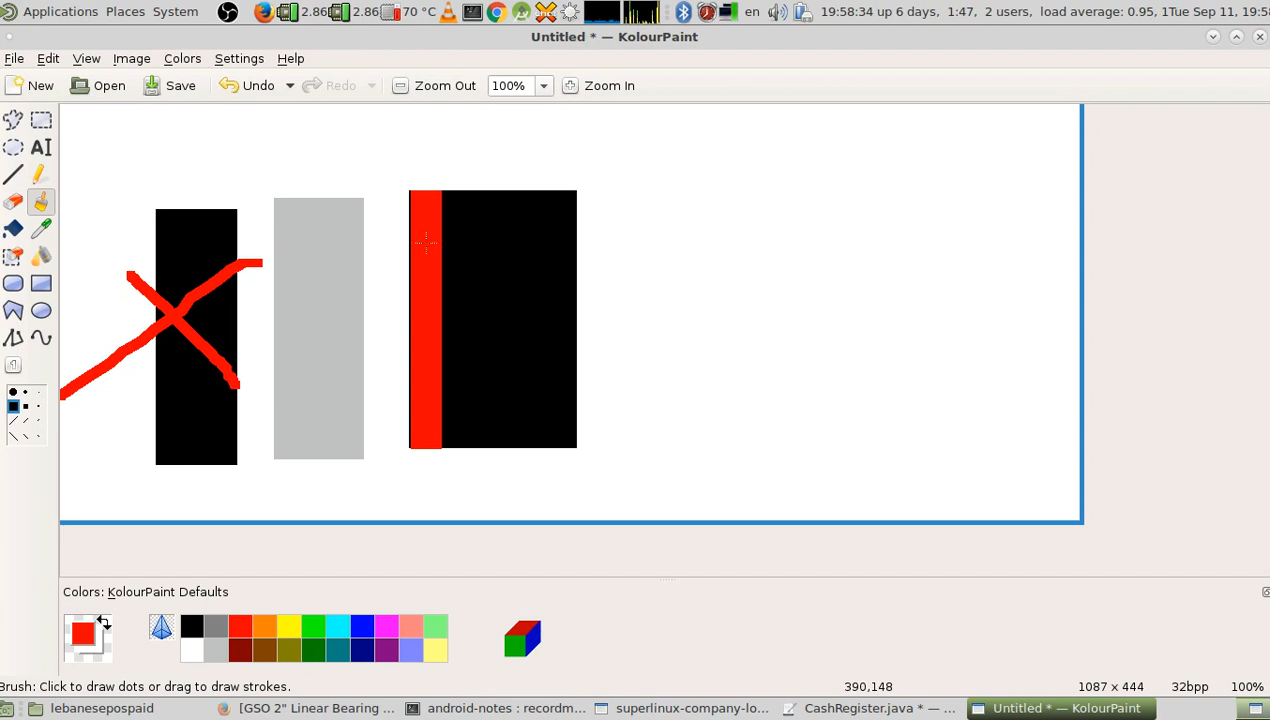 Applications Places System 2.86 2.86 70 °C en 19:58:34 up 6 days, 1:47, 2 users, load average: 0.95, 1Tue Sep 11, 19:58
Untitled * — KolourPaint
File Edit View Image Colors Settings Help
New Open Save Undo Redo Zoom Out 100% Zoom In
AI
Colors: KolourPaint Defaults
Brush: Click to draw dots or drag to draw strokes. 390,148 1087 × 444 32bpp 100%
lebanesepospaid [GSO 2" Linear Bearing ... android-notes : recordm... superlinux-company-lo... CashRegister.java * — ... Untitled * — KolourPaint